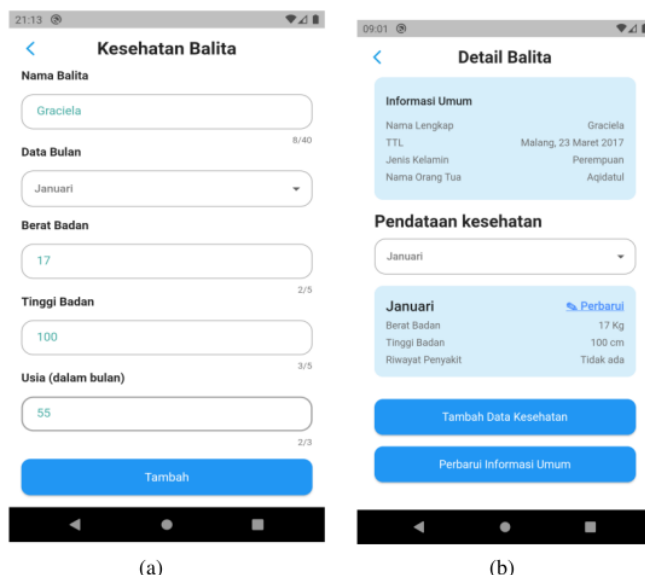 21:13
Kesehatan Balita
Nama Balita
Graciela
8/40
Data Bulan
Januari
Berat Badan
17
2/5
Tinggi Badan
100
3/5
Usia (dalam bulan)
55
2/3
Tambah
(a)
09:01
Detail Balita
Informasi Umum
Nama Lengkap Graciela
TTL Malang, 23 Maret 2017
Jenis Kelamin Perempuan
Nama Orang Tua Aqidatul
Pendataan kesehatan
Januari
Januari Perbarui
Berat Badan 17 Kg
Tinggi Badan 100 cm
Riwayat Penyakit Tidak ada
Tambah Data Kesehatan
Perbarui Informasi Umum
(b)